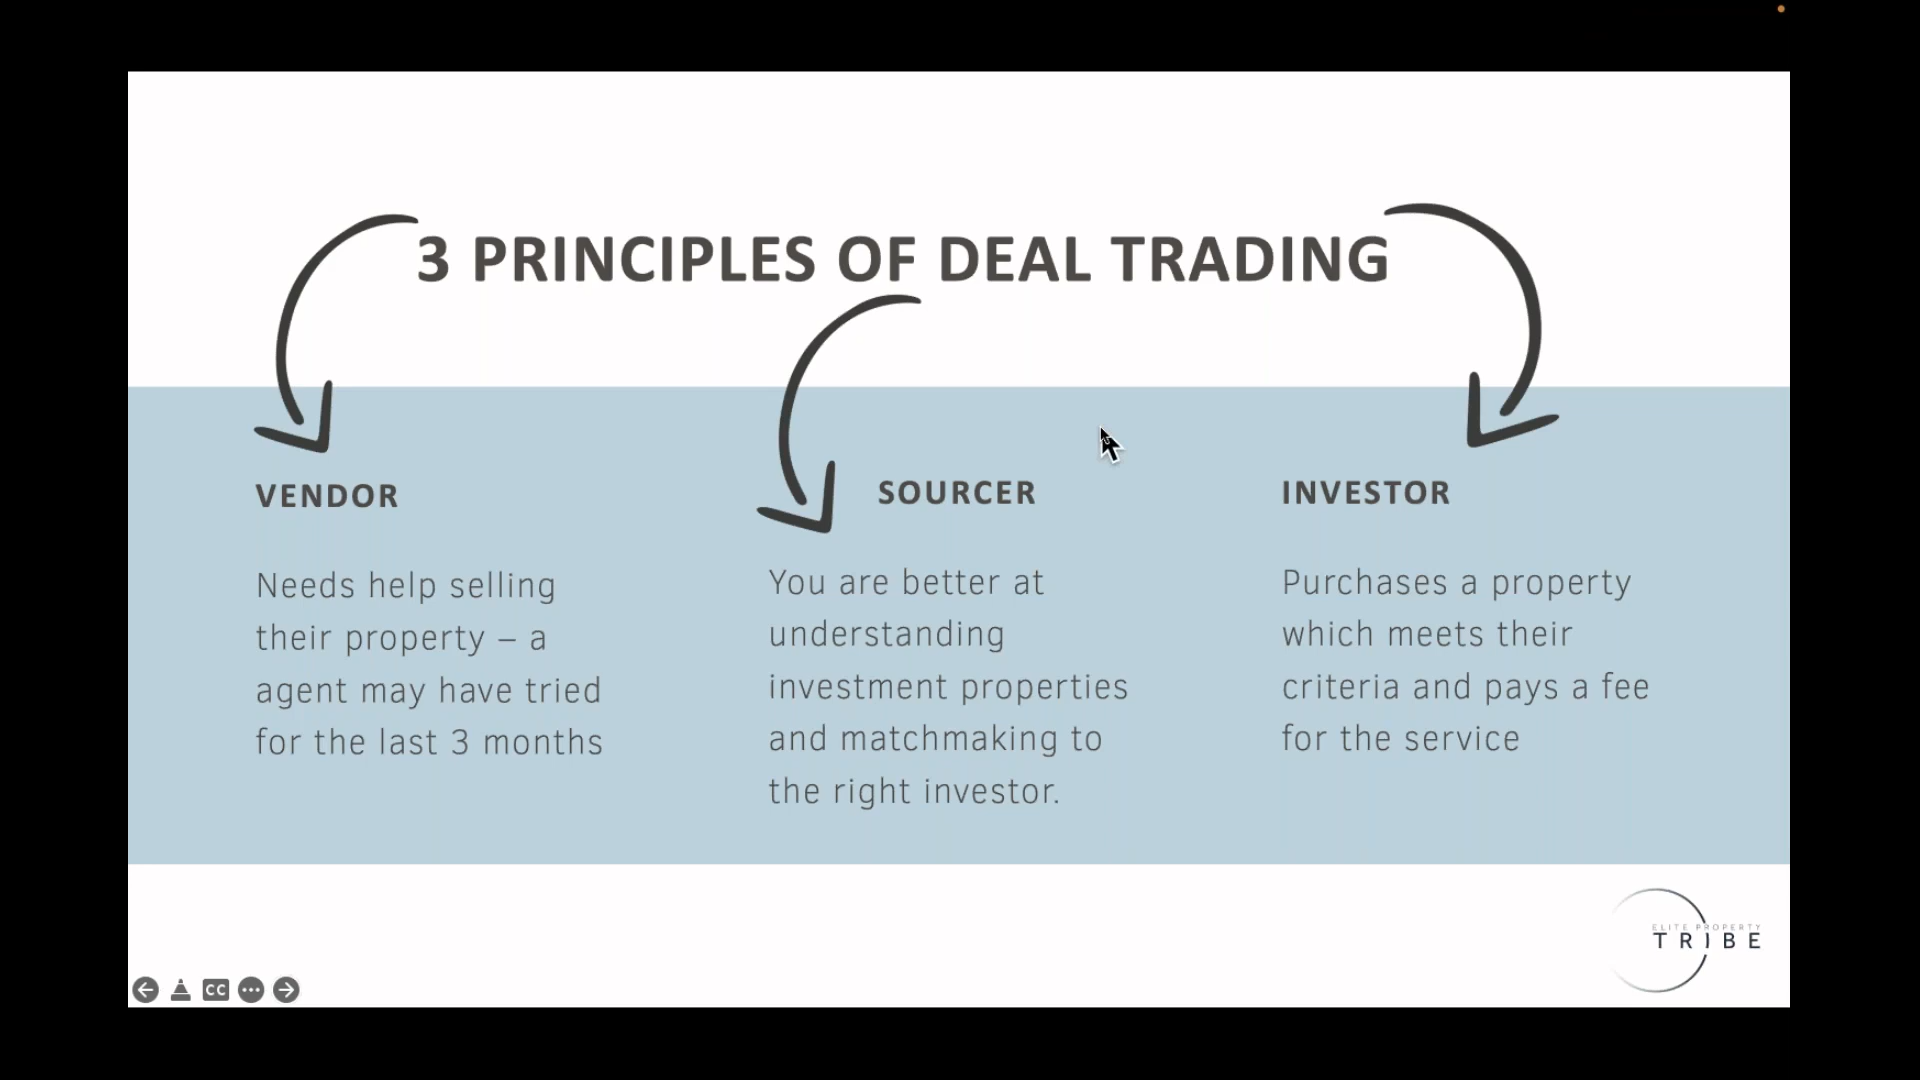 3 PRINCIPLES OF DEAL TRADING
VENDOR
Needs help selling
their property – a
agent may have tried
for the last 3 months
SOURCER
You are better at
understanding
investment properties
and matchmaking to
the right investor.
INVESTOR
Purchases a property
which meets their
criteria and pays a fee
for the service
ELITE PROPERTY
TRIBE
CC